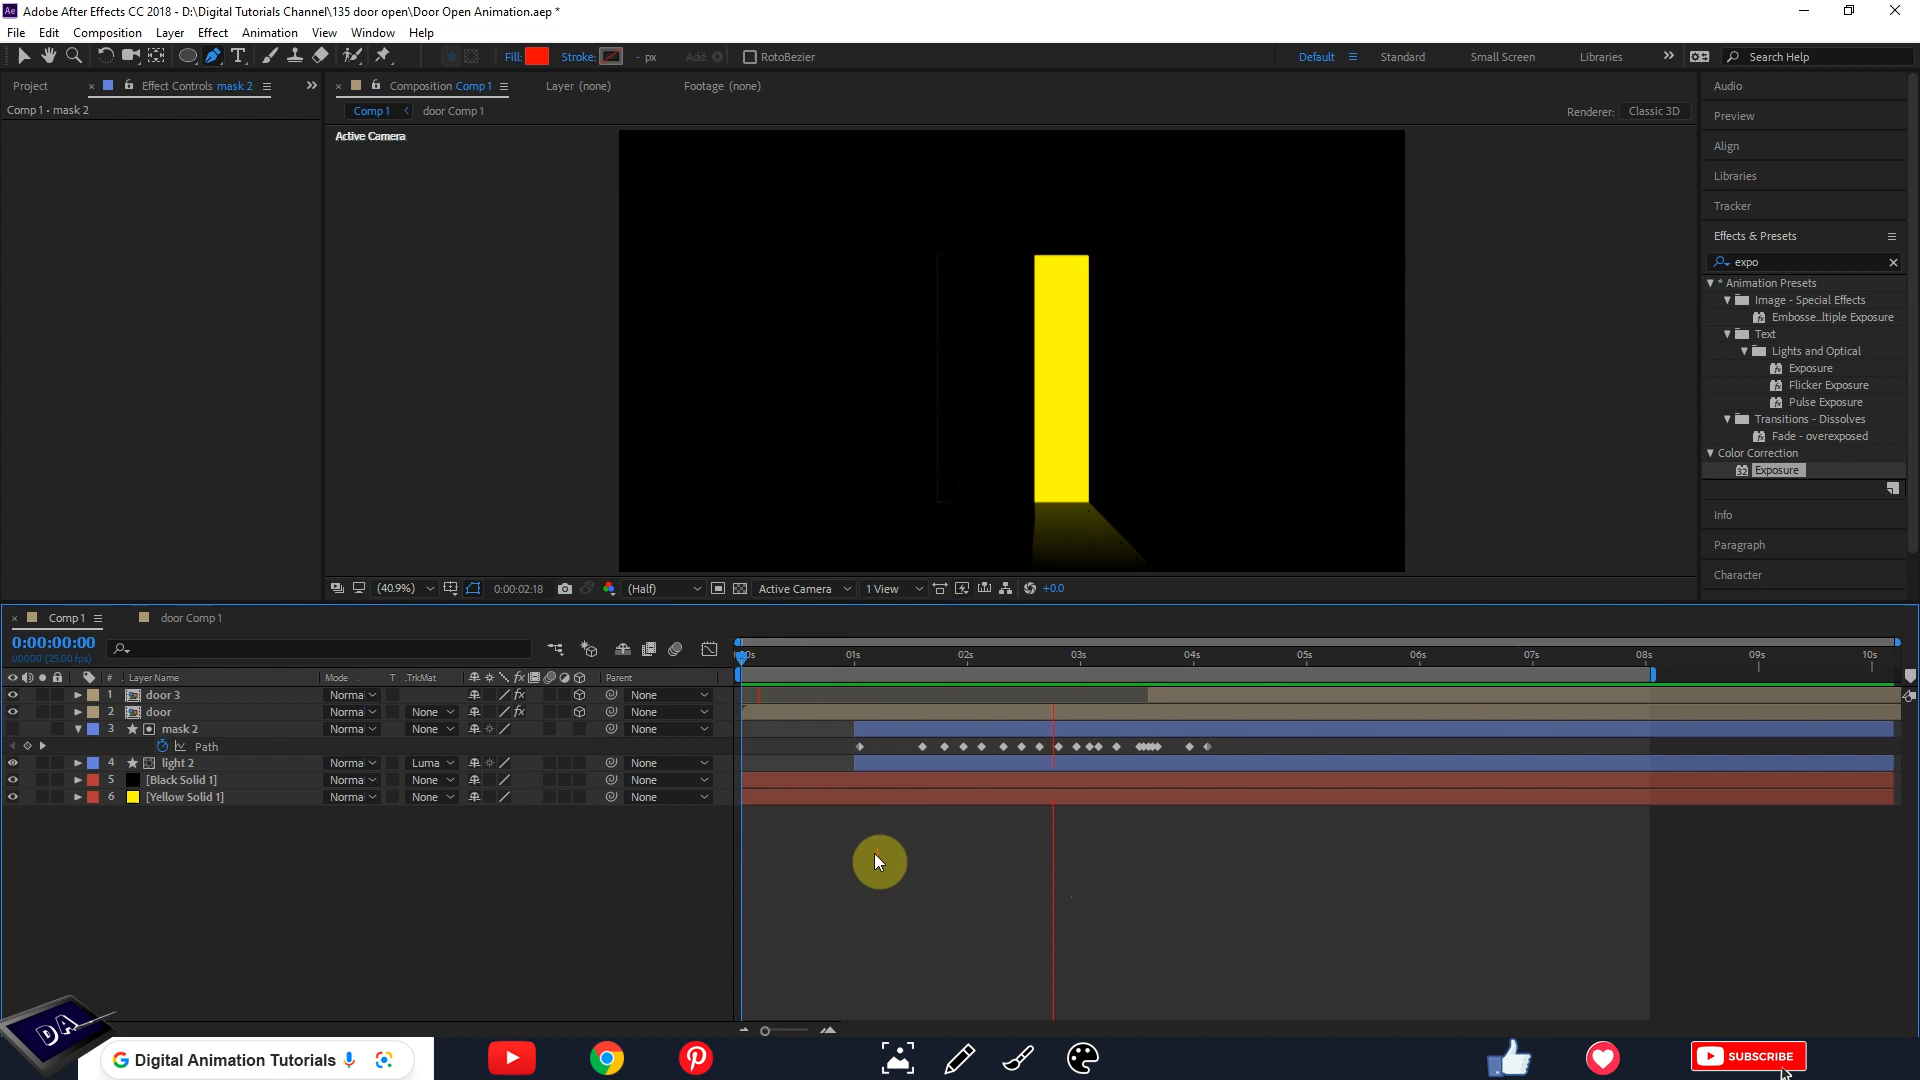 Adobe After Effects CC 2018 - D:\Digital Tutorials Channel\135 door open\Door Open Animation.aep *
File Edit Composition Layer Effect Animation View Window Help
Fill: Stroke: - px Add: RotoBezier Default Standard Small Screen Libraries Search Help
Project Effect Controls mask 2 Composition Comp 1 Layer (none) Footage (none) Audio
Comp 1 • mask 2 Comp 1 door Comp 1 Renderer: Classic 3D
Active Camera
Preview
Align
Libraries
Tracker
Effects & Presets
expo
* Animation Presets
Image - Special Effects
Embosse...ltiple Exposure
Text
Lights and Optical
Exposure
Flicker Exposure
Pulse Exposure
Transitions - Dissolves
Fade - overexposed
Color Correction
Exposure
Info
Paragraph
Character
(40.9%) 0:00:02:18 (Half) Active Camera 1 View +0.0
Comp 1 door Comp 1
0:00:00:00
00000 (25.00 fps)
01s 02s 03s 04s 05s 06s 07s 08s 09s 10s
# Layer Name Mode T .TrkMat fx Parent
1 door 3 Norma fx None
2 door Norma None fx None
3 mask 2 Norma None None
Path
4 light 2 Norma Luma None
5 [Black Solid 1] Norma None None
6 [Yellow Solid 1] Norma None None
DA
Digital Animation Tutorials
SUBSCRIBE